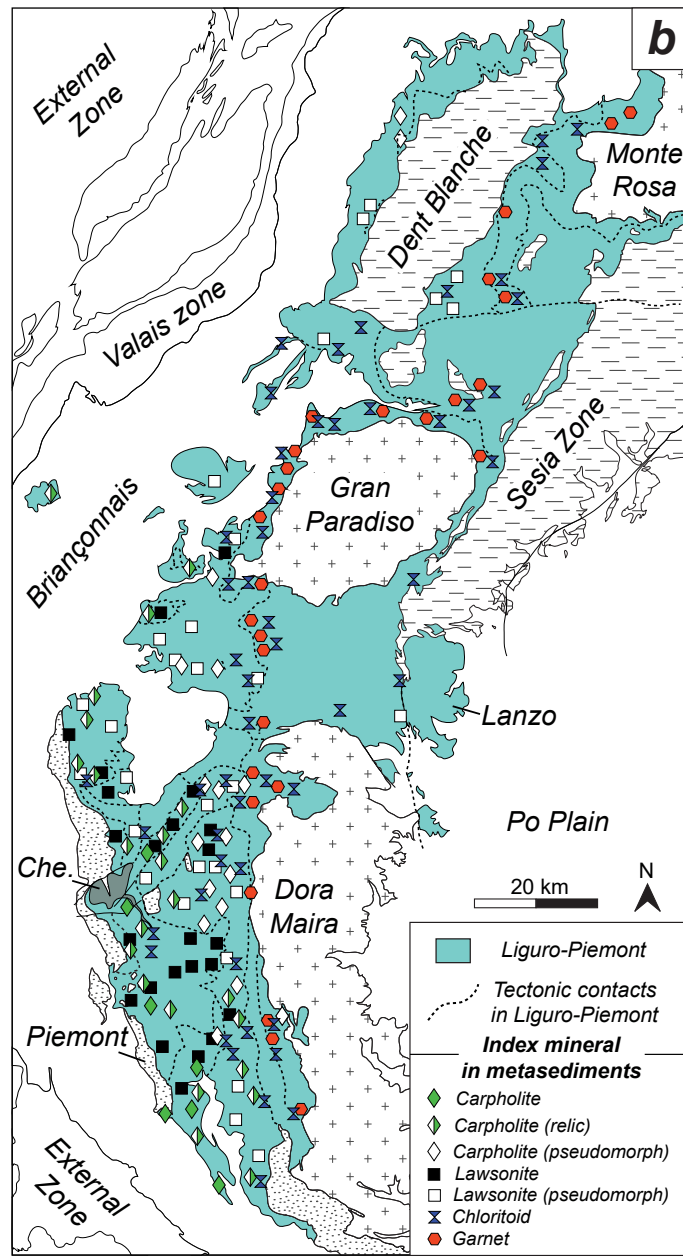 b
External
Zone
Dent Blanche
Monte
Rosa
Valais zone
Sesia Zone
Gran
Paradiso
Briançonnais
Lanzo
Po Plain
Che.
Dora
Maira
20 km
N
Piemont
External
Zone
Liguro-Piemont
Tectonic contacts
in Liguro-Piemont
Index mineral
in metasediments
Carpholite
Carpholite (relic)
Carpholite (pseudomorph)
Lawsonite
Lawsonite (pseudomorph)
Chloritoid
Garnet